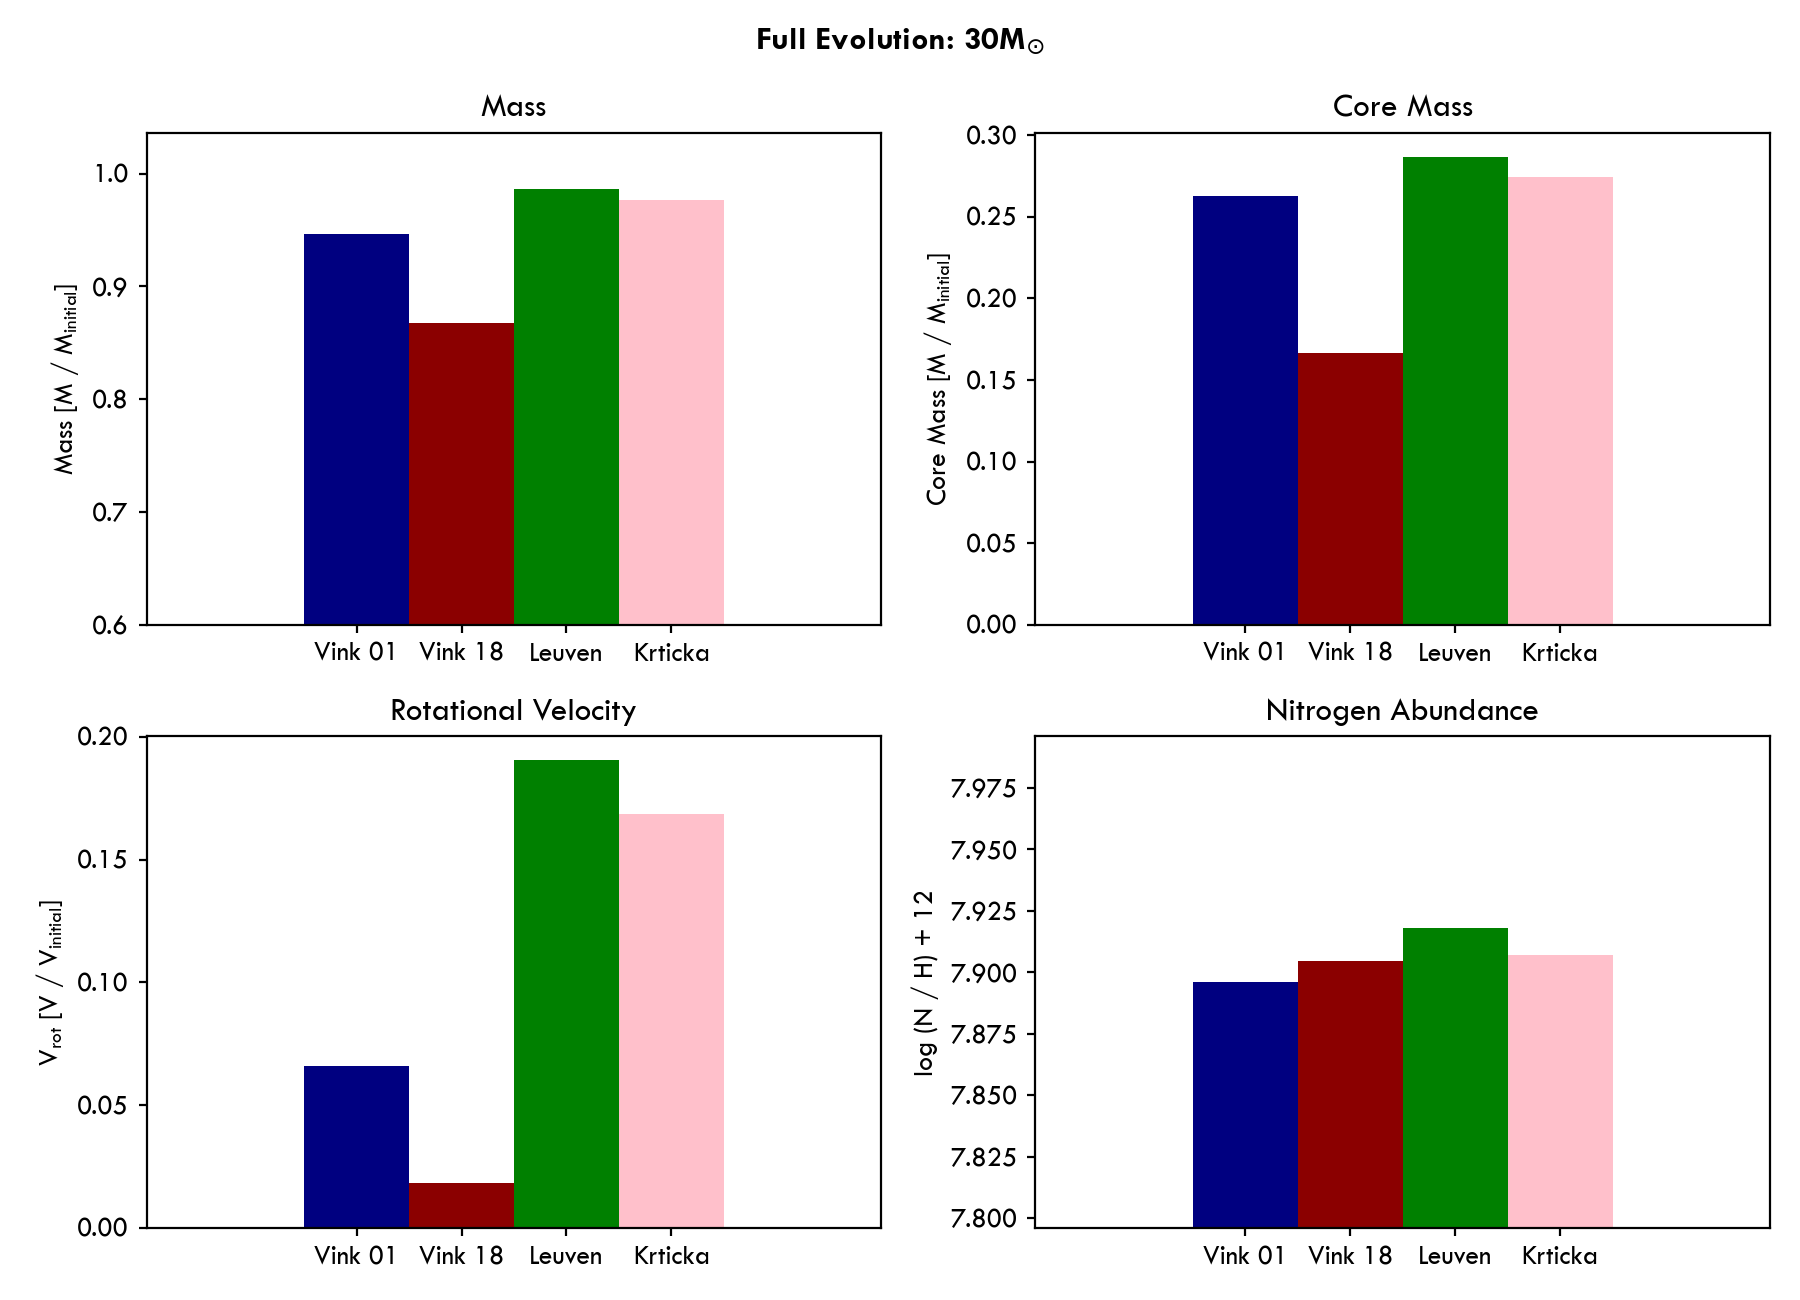 Full Evolution: 30M☉
Mass
Mass [M / Minitial]
1.0
0.9
0.8
0.7
0.6
Vink 01 Vink 18 Leuven Krticka
Core Mass
Core Mass [M / Minitial]
0.30
0.25
0.20
0.15
0.10
0.05
0.00
Vink 01 Vink 18 Leuven Krticka
Rotational Velocity
Vrot [V / Vinitial]
0.20
0.15
0.10
0.05
0.00
Vink 01 Vink 18 Leuven Krticka
Nitrogen Abundance
log (N / H) + 12
7.975
7.950
7.925
7.900
7.875
7.850
7.825
7.800
Vink 01 Vink 18 Leuven Krticka